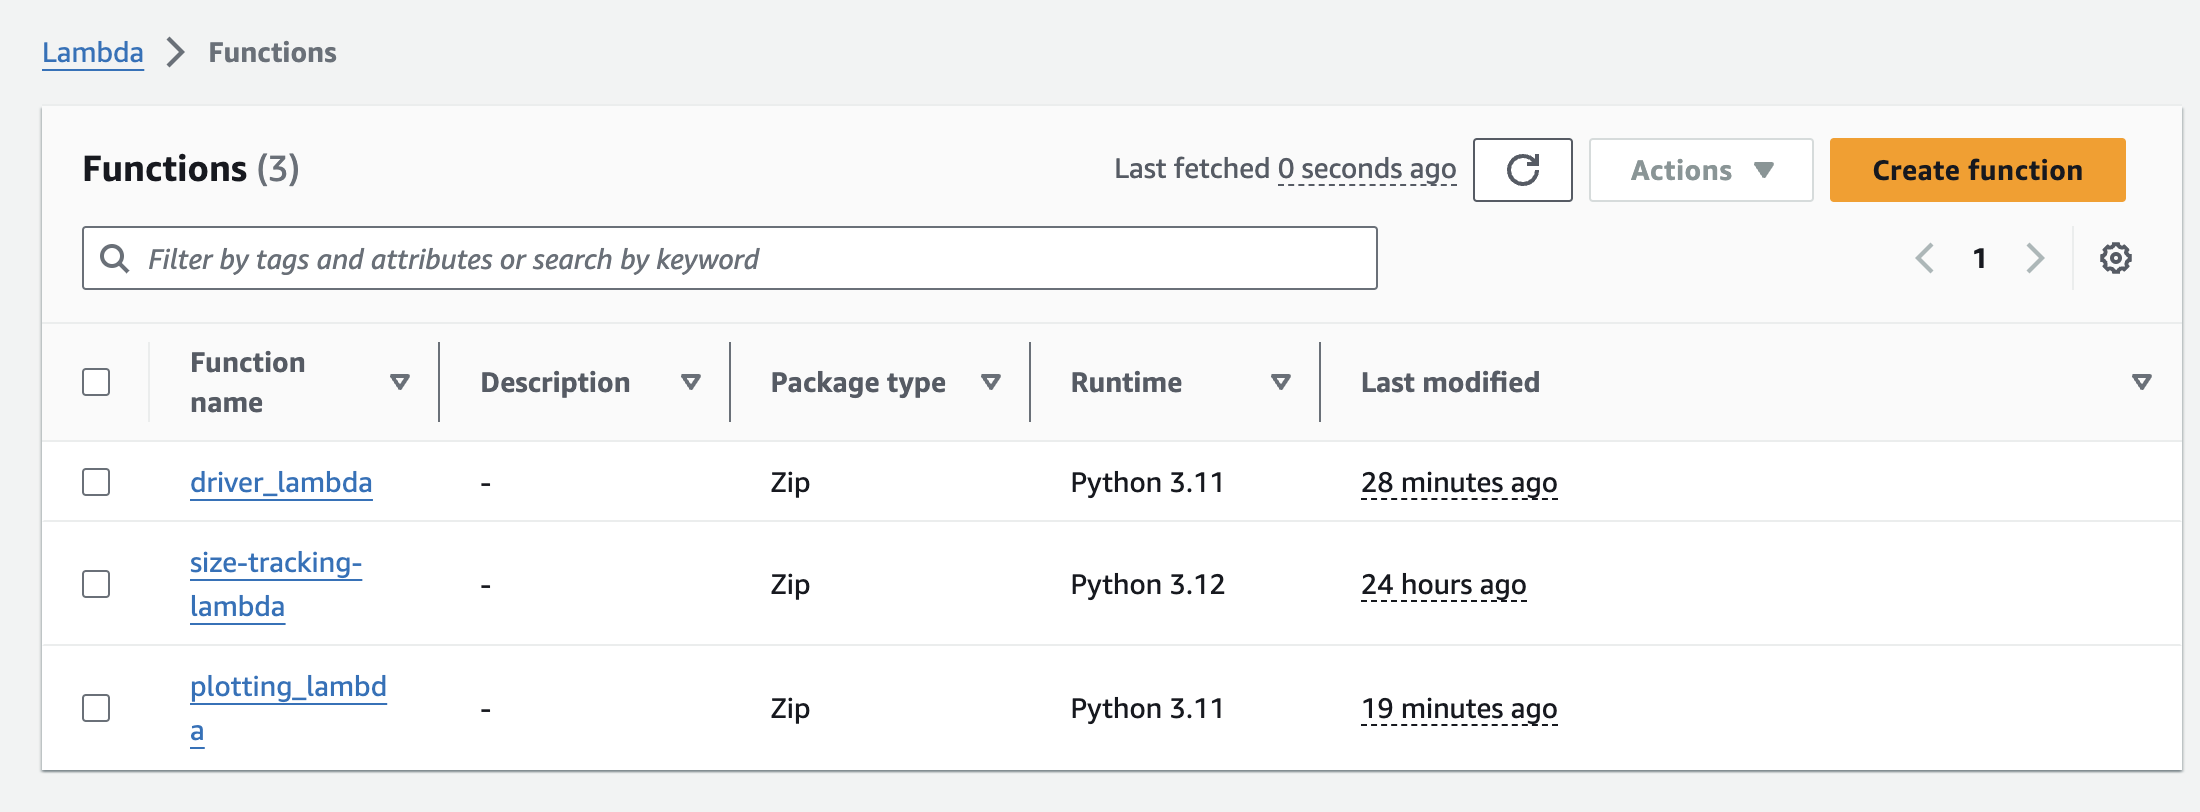 Lambda Functions
Functions (3)
Last fetched 0 seconds ago
Actions
Create function
Filter by tags and attributes or search by keyword
1
Function
name
Description
Package type
Runtime
Last modified
driver_lambda - Zip Python 3.11 28 minutes ago
size-tracking-
lambda
- Zip Python 3.12 24 hours ago
plotting_lambd
a
- Zip Python 3.11 19 minutes ago